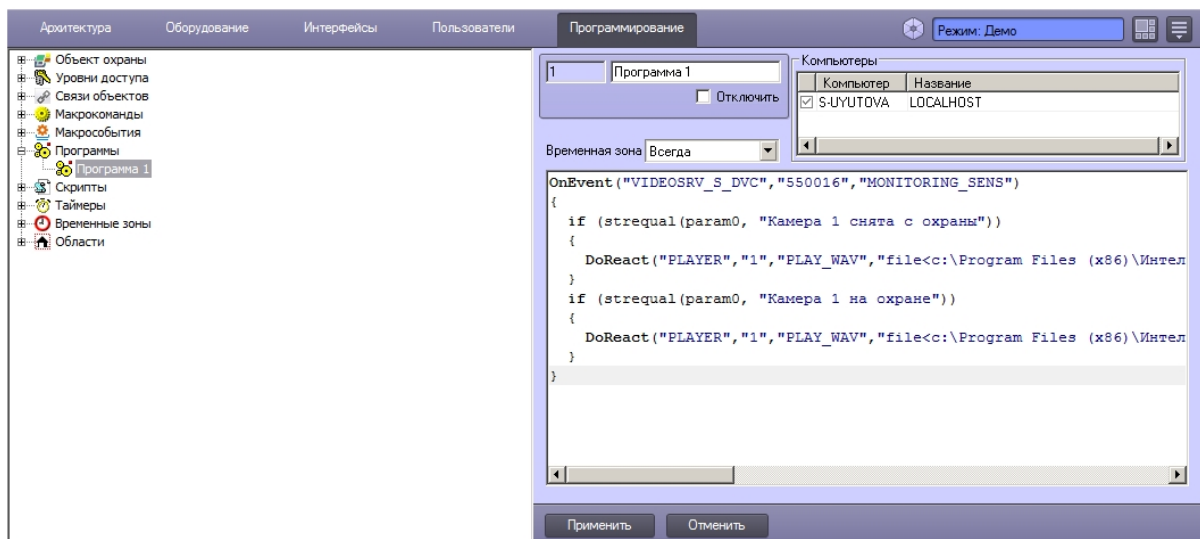 Архитектура Оборудование Интерфейсы Пользователи Программирование Режим: Демо
Объект охраны
Уровни доступа
Связи объектов
Макрокоманды
Макрособытия
Программы
Программа 1
Скрипты
Таймеры
Временные зоны
Области
1 Программа 1
Отключить
Компьютеры
Компьютер Название
S-UYUTOVA LOCALHOST
Временная зона Всегда
OnEvent("VIDEOSRV_S_DVC","550016","MONITORING_SENS")
{
if (strequal(param0, "Камера 1 снята с охраны"))
{
DoReact("PLAYER","1","PLAY_WAV","file<c:\Program Files (x86)\Интел
}
if (strequal(param0, "Камера 1 на охране"))
{
DoReact("PLAYER","1","PLAY_WAV","file<c:\Program Files (x86)\Интел
}
}
Применить Отменить